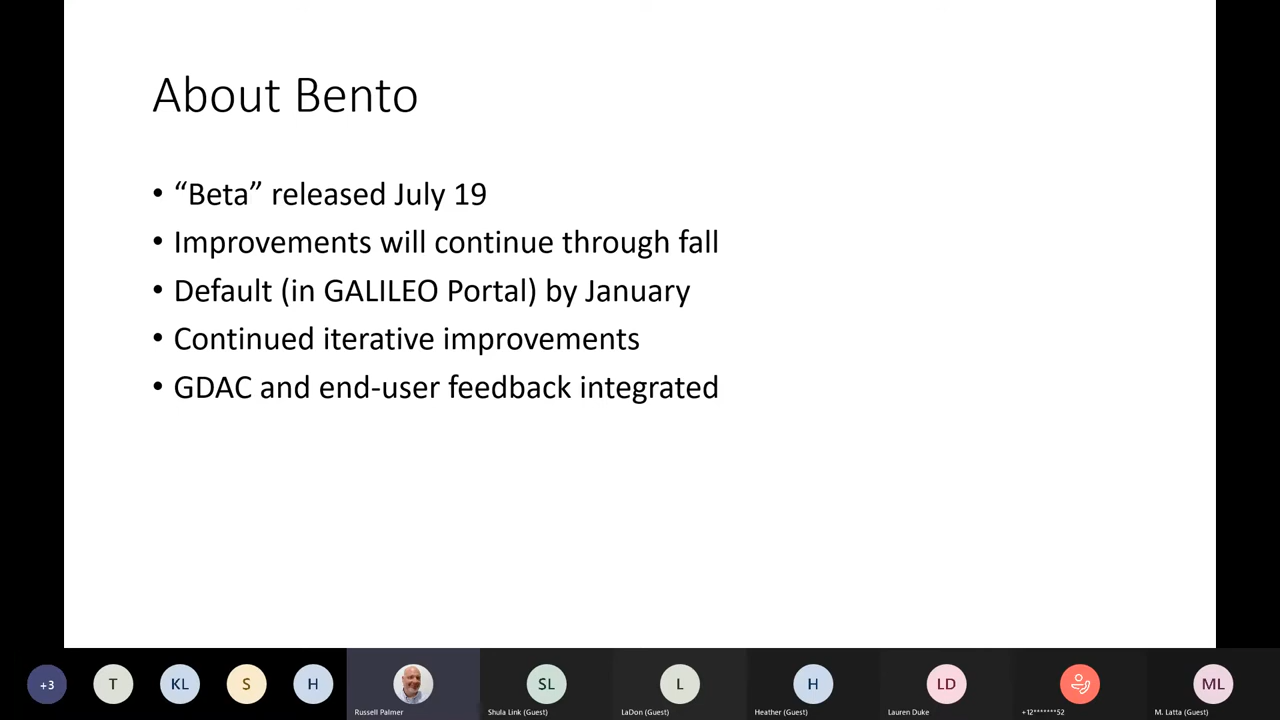 About Bento
• “Beta” released July 19
• Improvements will continue through fall
• Default (in GALILEO Portal) by January
• Continued iterative improvements
• GDAC and end-user feedback integrated
+3
T
KL
S
H
SL
L
H
LD
ML
Russell Palmer
Shula Link (Guest)
LaDon (Guest)
Heather (Guest)
Lauren Duke
+12*******52
M. Latta (Guest)